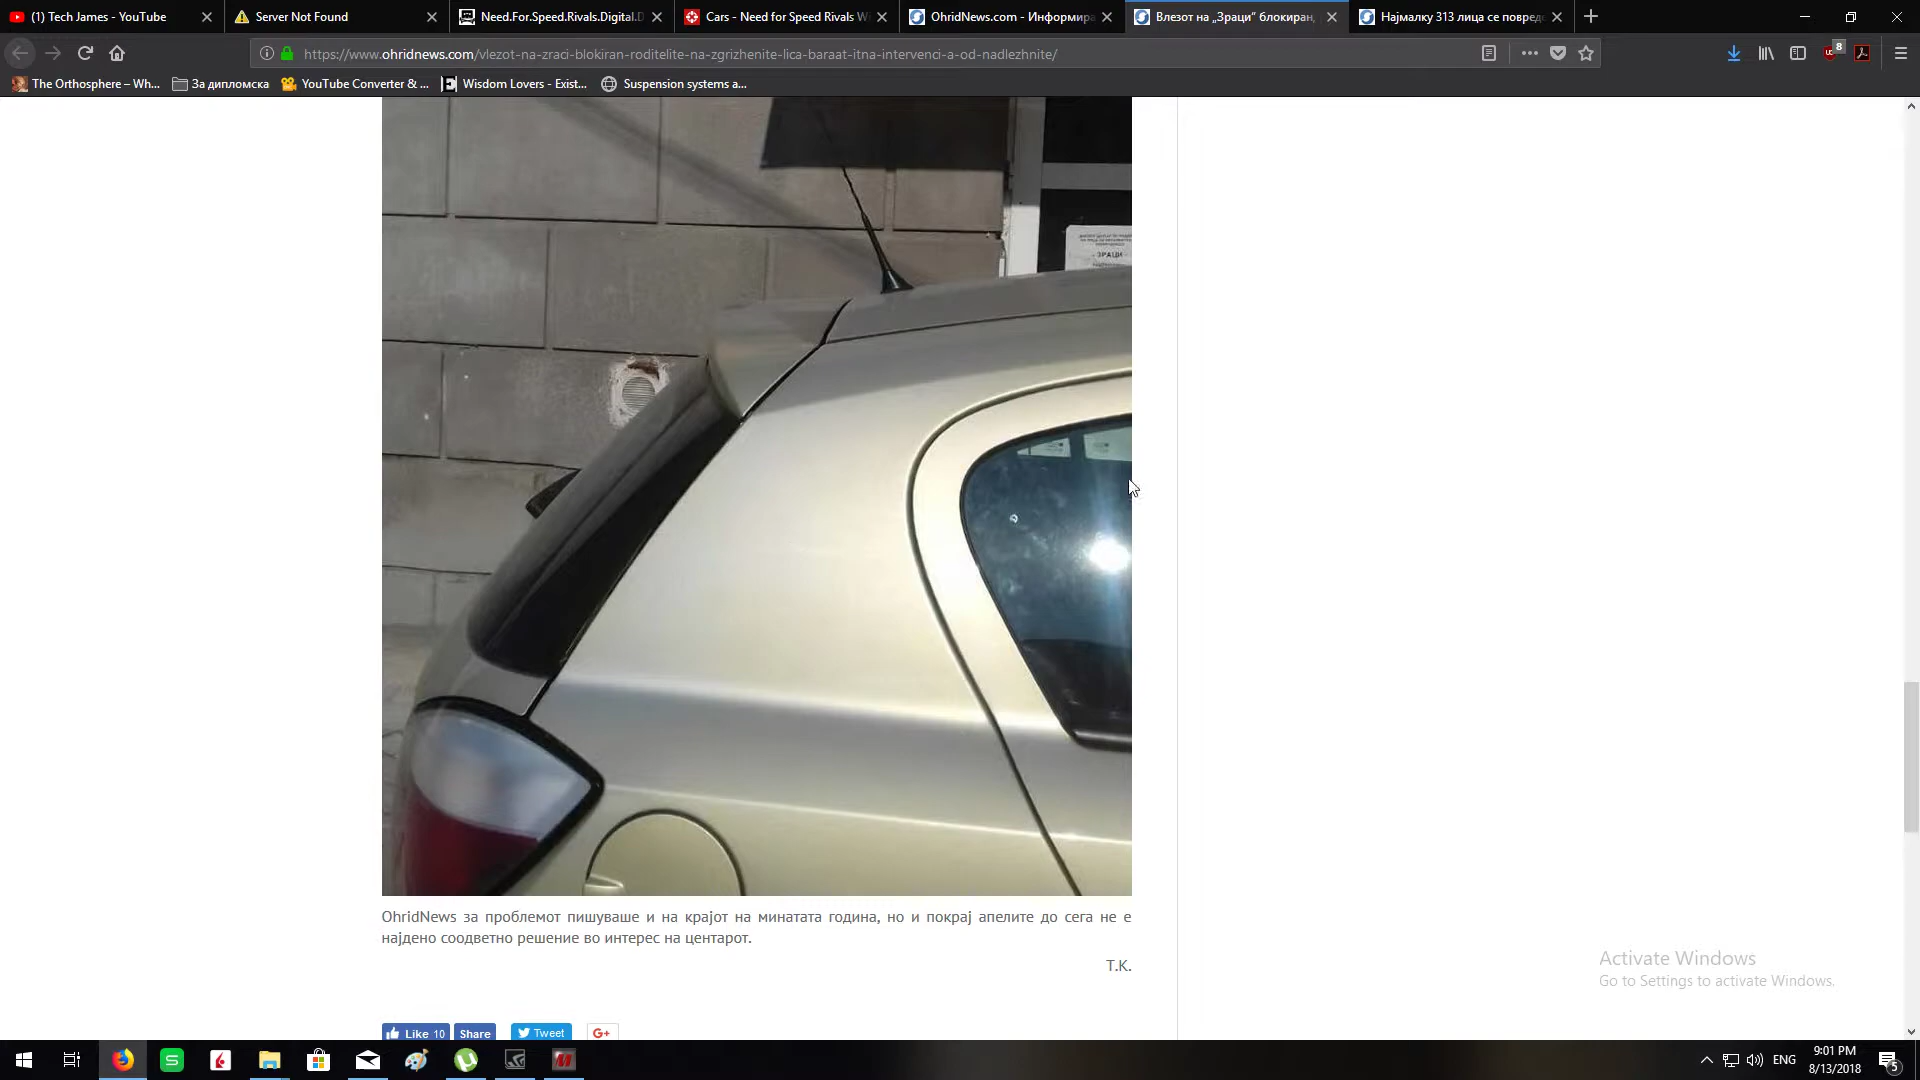 (1) Tech James - YouTube
Server Not Found
Need.For.Speed.Rivals.Digital.D
Cars - Need for Speed Rivals W
OhridNews.com - Информира
Влезот на „Зраци“ блокиран,
Најмалку 313 лица се повред
https://www.ohridnews.com/vlezot-na-zraci-blokiran-roditelite-na-zgrizhenite-lica-baraat-itna-intervenci-a-od-nadlezhnite/
8
The Orthosphere – Wh...
За дипломска
YouTube Converter & ...
Wisdom Lovers - Exist...
Suspension systems a...
- ЗРАЦИ -
OhridNews за проблемот пишуваше и на крајот на минатата година, но и покрај апелите до сега не е
најдено соодветно решение во интерес на центарот.
Т.К.
Like 10
Share
Tweet
G+
Activate Windows
Go to Settings to activate Windows.
ENG
9:01 PM
8/13/2018
5